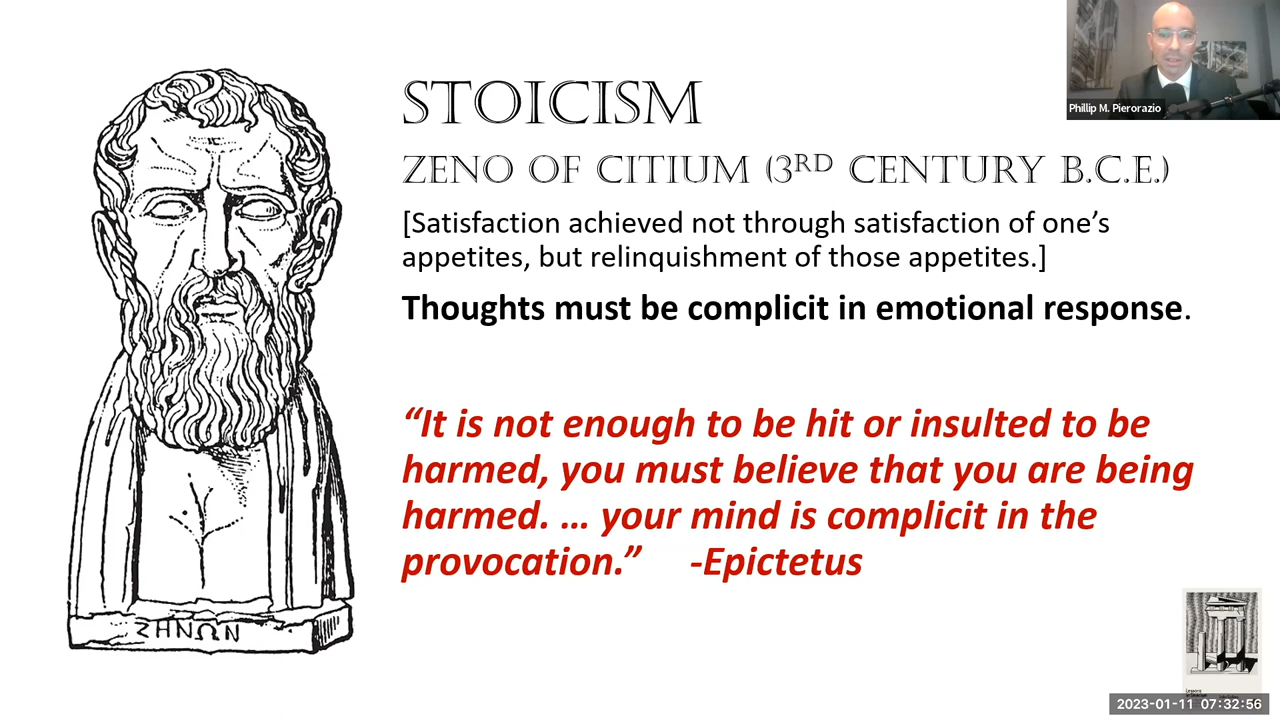 Phillip M. Pierorazio
STOICISM
ZENO OF CITIUM (3RD CENTURY B.C.E.)
[Satisfaction achieved not through satisfaction of one’s
appetites, but relinquishment of those appetites.]
Thoughts must be complicit in emotional response.
“It is not enough to be hit or insulted to be
harmed, you must believe that you are being
harmed. … your mind is complicit in the
provocation.” -Epictetus
ΖΗΝΩΝ
2023-01-11 07:32:56